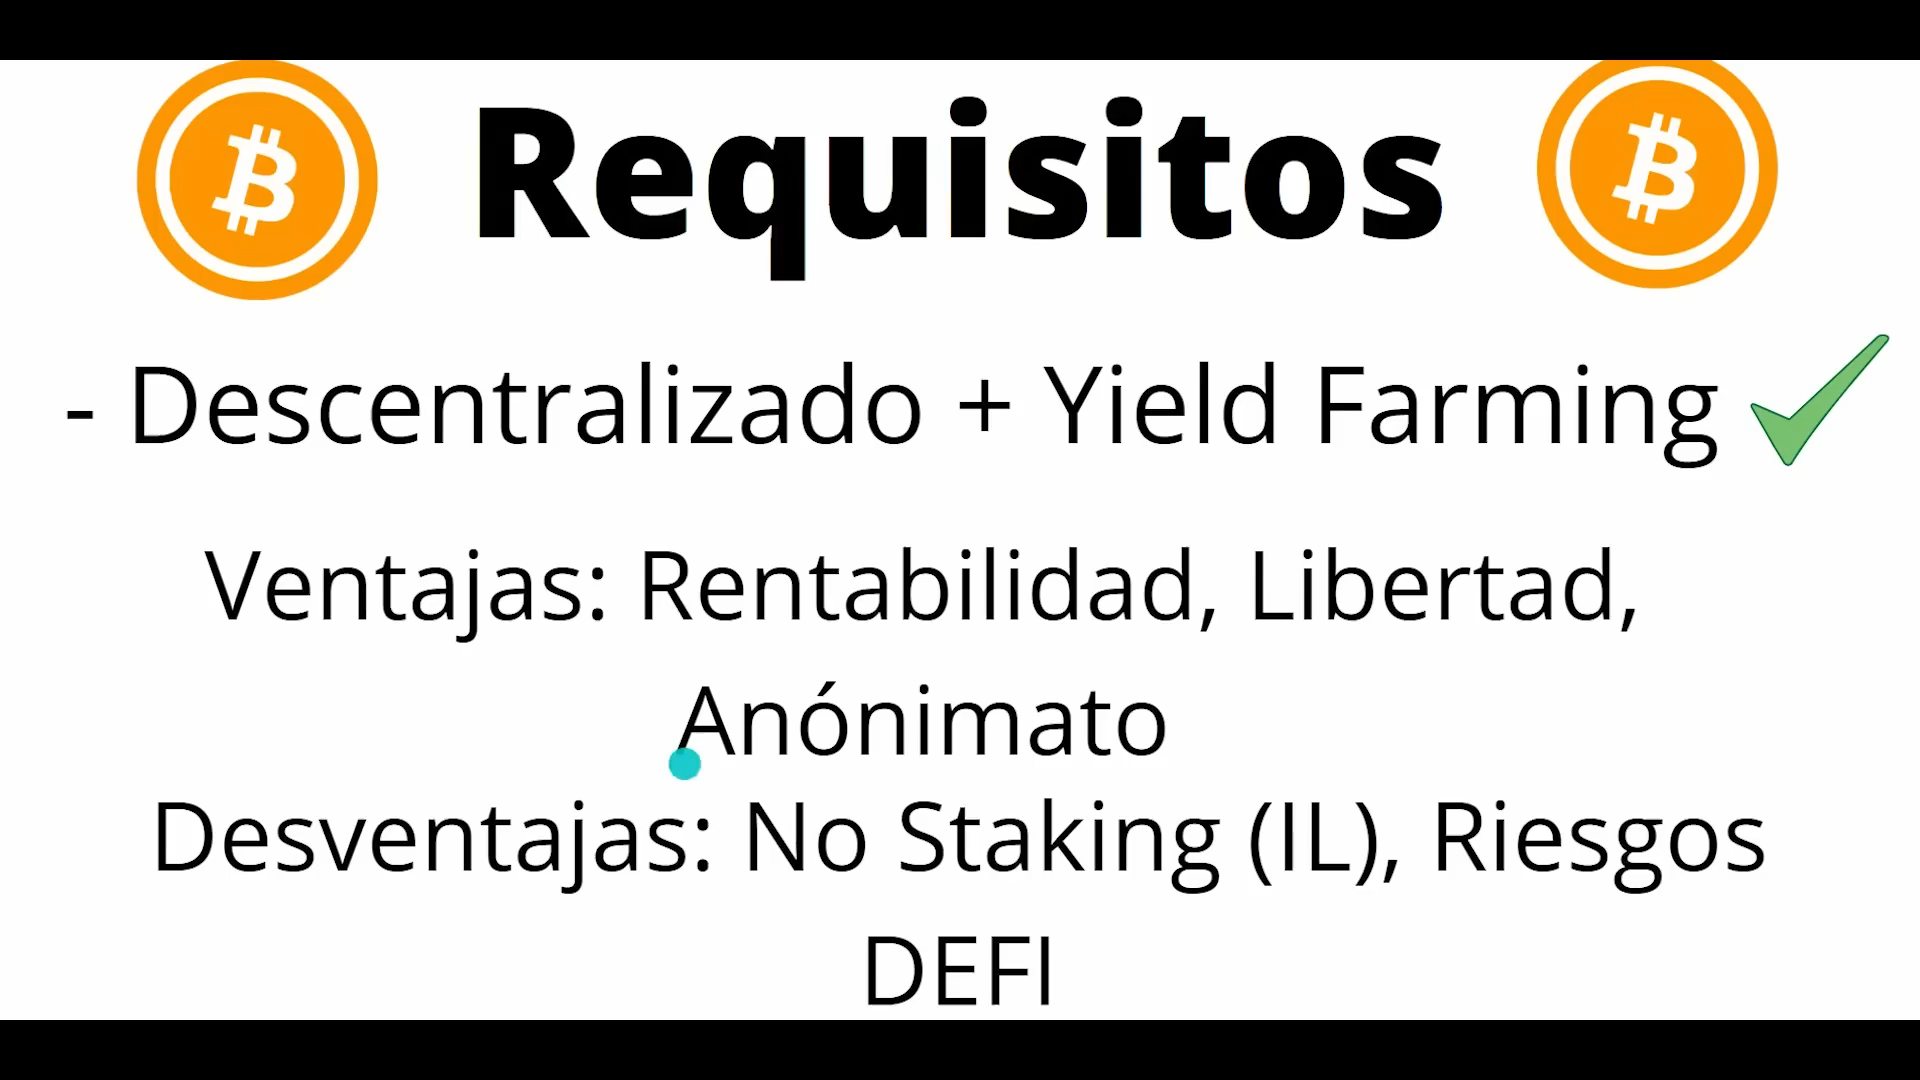 Requisitos
- Descentralizado + Yield Farming
Ventajas: Rentabilidad, Libertad,
Anónimato
Desventajas: No Staking (IL), Riesgos
DEFI